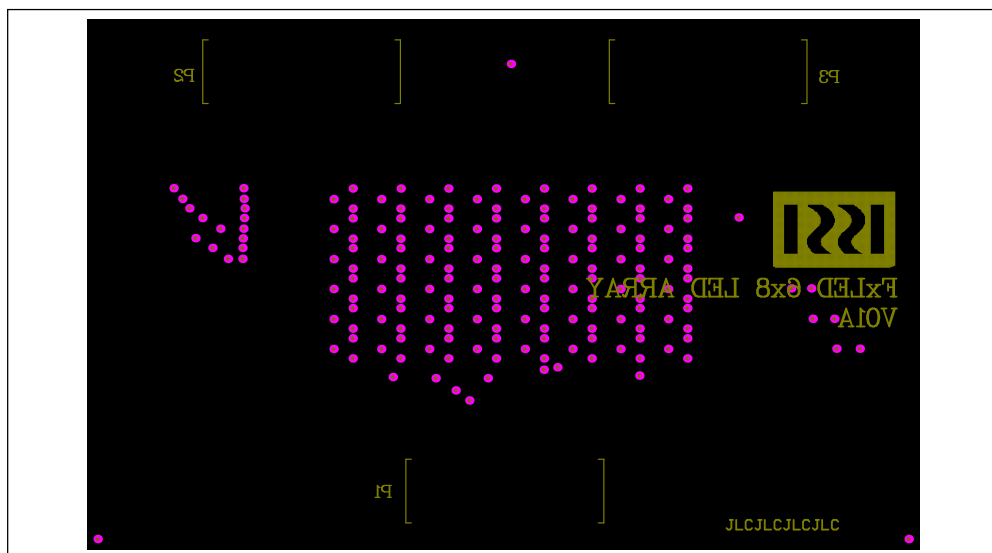 P2
P3
ISSI
FxLED 6x8 LED ARRAY
V01A
P1
JLCJLCJLCJLC